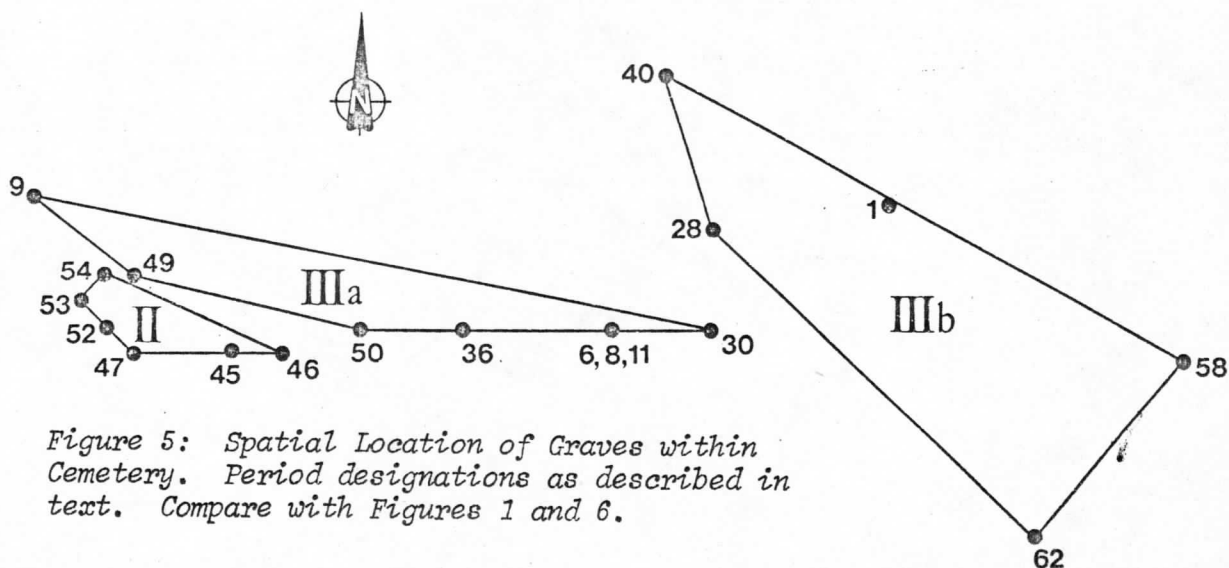 N
40
9
1
28
54
49
IIIa
53
II
IIIb
52
47
45
46
50
36
6, 8, 11
30
58
Figure 5: Spatial Location of Graves within
Cemetery. Period designations as described in
text. Compare with Figures 1 and 6.
62